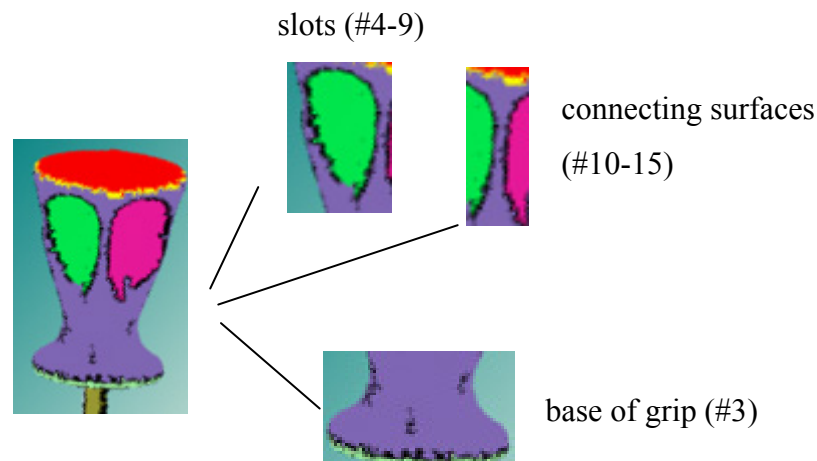 slots (#4-9)
connecting surfaces
(#10-15)
base of grip (#3)